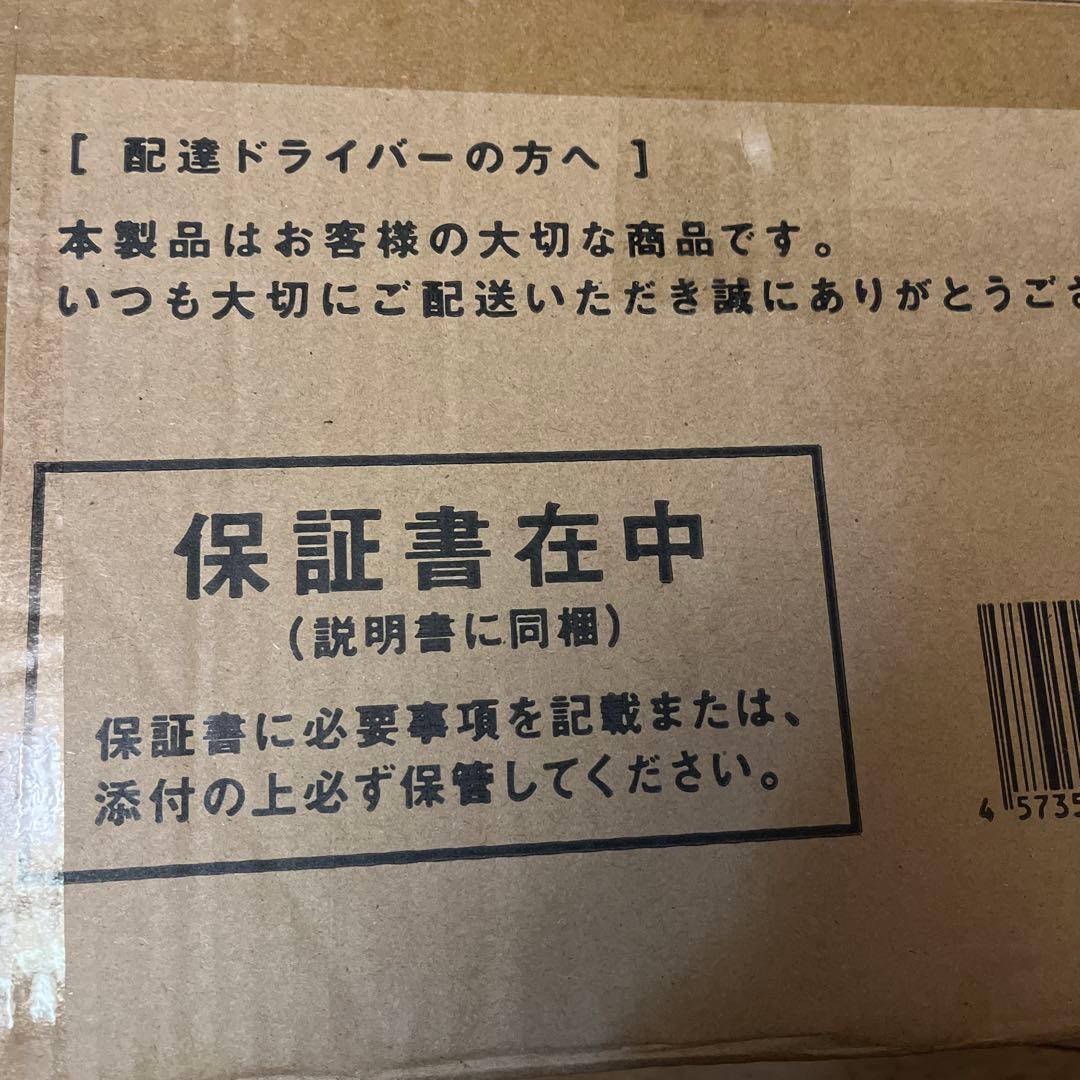 [ 配達ドライバーの方へ ]
本製品はお客様の大切な商品です。
いつも大切にご配送いただき誠にありがとうござ
保証書在中
(説明書に同梱)
保証書に必要事項を記載または、
添付の上必ず保管してください。
4 5735